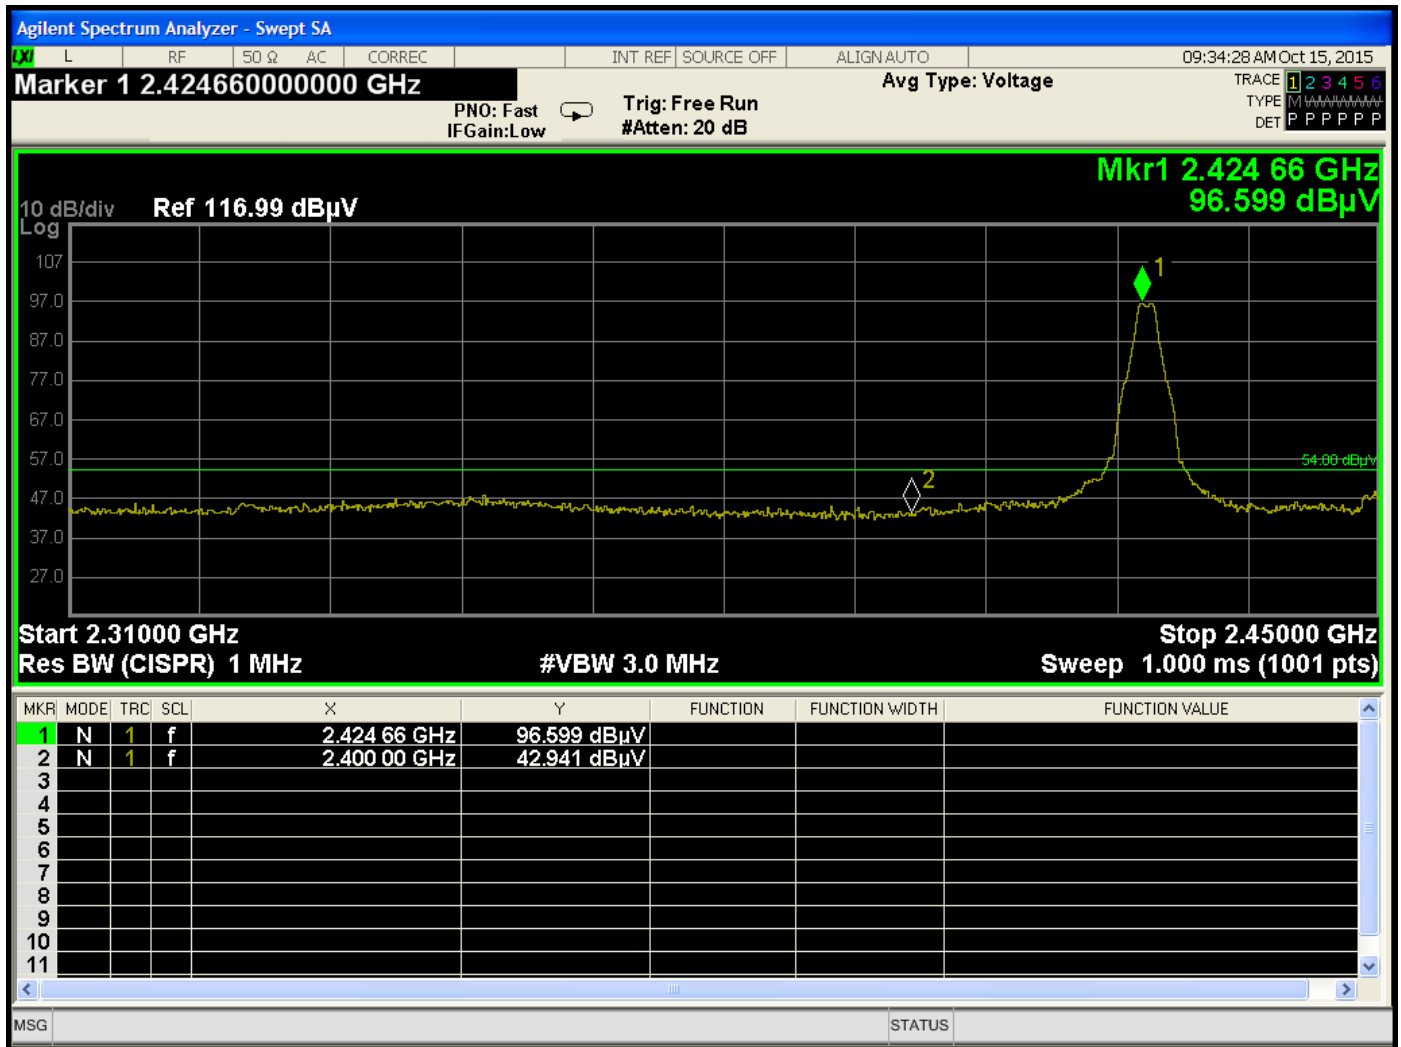 Agilent Spectrum Analyzer - Swept SA
LXI L RF 50 Ω AC CORREC INT REF SOURCE OFF ALIGNAUTO 09:34:28 AM Oct 15, 2015
Marker 1 2.424660000000 GHz Avg Type: Voltage TRACE 1 2 3 4 5 6
PNO: Fast Trig: Free Run TYPE M WWWWW
IFGain:Low #Atten: 20 dB DET P P P P P P
Mkr1 2.424 66 GHz
96.599 dBµV
10 dB/div Ref 116.99 dBµV
Log
107
1
97.0
87.0
77.0
67.0
57.0
54.00 dBµV
2
47.0
37.0
27.0
Start 2.31000 GHz Stop 2.45000 GHz
Res BW (CISPR) 1 MHz #VBW 3.0 MHz Sweep 1.000 ms (1001 pts)
MKR MODE TRC SCL X Y FUNCTION FUNCTION WIDTH FUNCTION VALUE
1 N 1 f 2.424 66 GHz 96.599 dBµV
2 N 1 f 2.400 00 GHz 42.941 dBµV
3
4
5
6
7
8
9
10
11
MSG STATUS